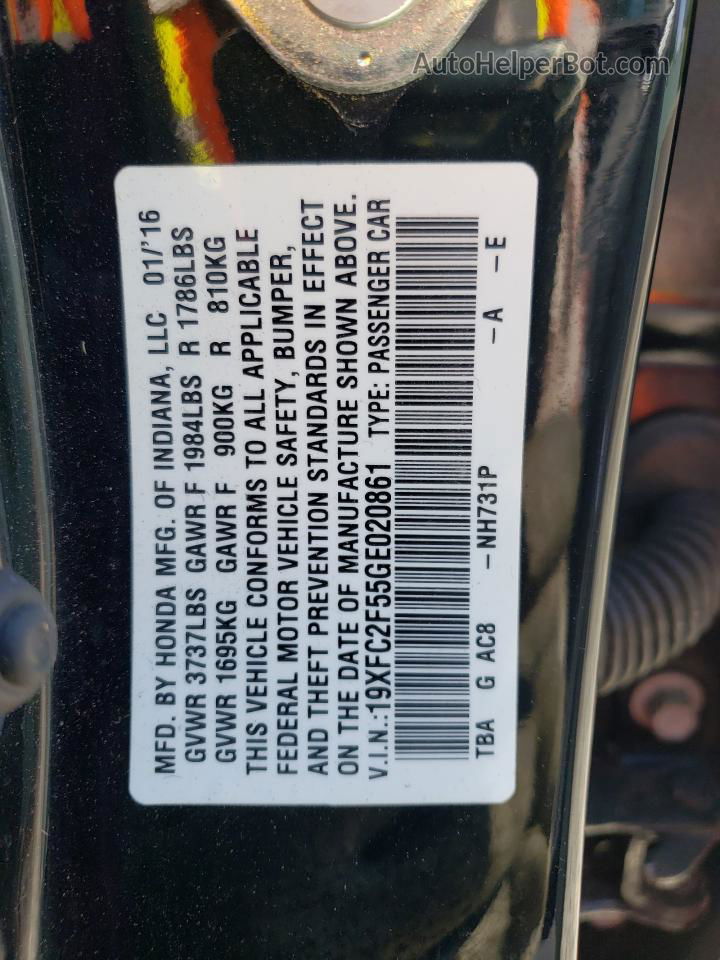 AutoHelperBot.com
MFD. BY HONDA MFG. OF INDIANA, LLC 01/'16
GVWR 3737LBS GAWR F 1984LBS R 1786LBS
GVWR 1695KG GAWR F 900KG R 810KG
THIS VEHICLE CONFORMS TO ALL APPLICABLE
FEDERAL MOTOR VEHICLE SAFETY, BUMPER,
AND THEFT PREVENTION STANDARDS IN EFFECT
ON THE DATE OF MANUFACTURE SHOWN ABOVE.
V.I.N.:19XFC2F55GE020861 TYPE: PASSENGER CAR
TBA G AC8 -NH731P -A -E